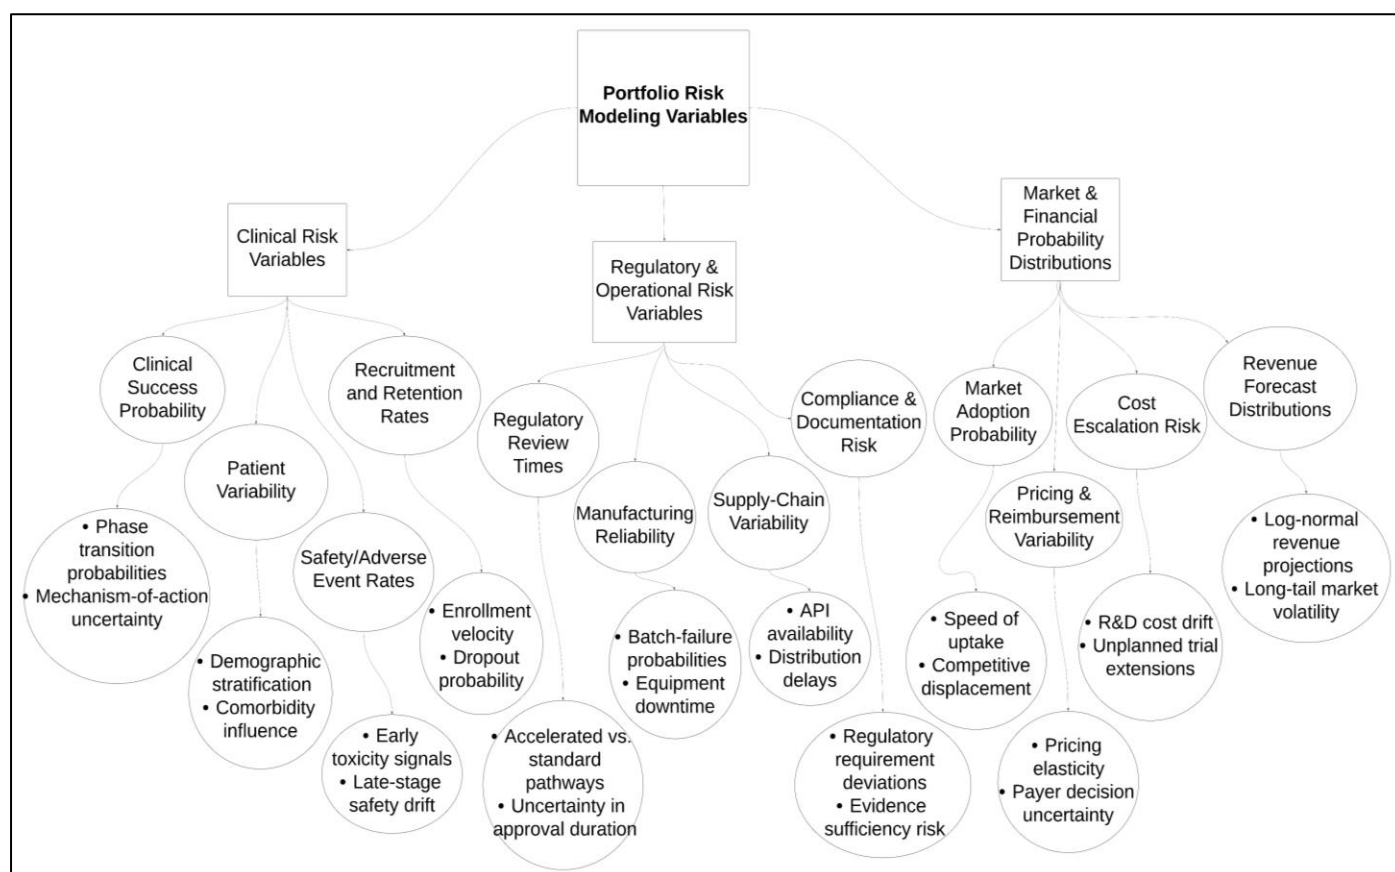 Portfolio Risk
Modeling Variables
Clinical Risk
Variables
Regulatory &
Operational Risk
Variables
Market &
Financial
Probability
Distributions
Clinical
Success
Probability
Patient
Variability
Safety/Adverse
Event Rates
Recruitment
and Retention
Rates
Regulatory
Review
Times
Manufacturing
Reliability
Supply-Chain
Variability
Compliance &
Documentation
Risk
Market
Adoption
Probability
Pricing &
Reimbursement
Variability
Cost
Escalation Risk
Revenue
Forecast
Distributions
• Phase
transition
probabilities
• Mechanism-of-action
uncertainty
• Demographic
stratification
• Comorbidity
influence
• Early
toxicity signals
• Late-stage
safety drift
• Enrollment
velocity
• Dropout
probability
• Accelerated vs.
standard
pathways
• Uncertainty in
approval duration
• Batch-failure
probabilities
• Equipment
downtime
• API
availability
• Distribution
delays
• Regulatory
requirement
deviations
• Evidence
sufficiency risk
• Speed of
uptake
• Competitive
displacement
• Pricing
elasticity
• Payer decision
uncertainty
• R&D cost drift
• Unplanned trial
extensions
• Log-normal
revenue
projections
• Long-tail market
volatility